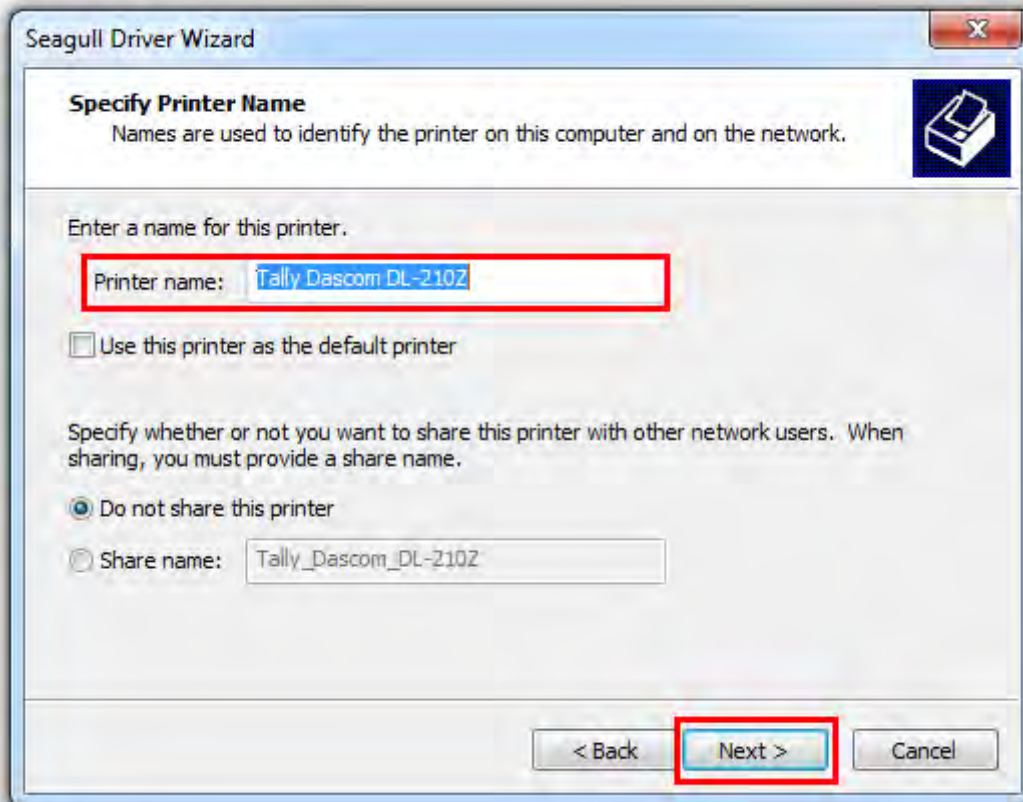 Seagull Driver Wizard
Specify Printer Name
Names are used to identify the printer on this computer and on the network.
Enter a name for this printer.
Printer name: Tally Dascom DL-210Z
Use this printer as the default printer
Specify whether or not you want to share this printer with other network users. When
sharing, you must provide a share name.
Do not share this printer
Share name: Tally_Dascom_DL-210Z
< Back Next > Cancel